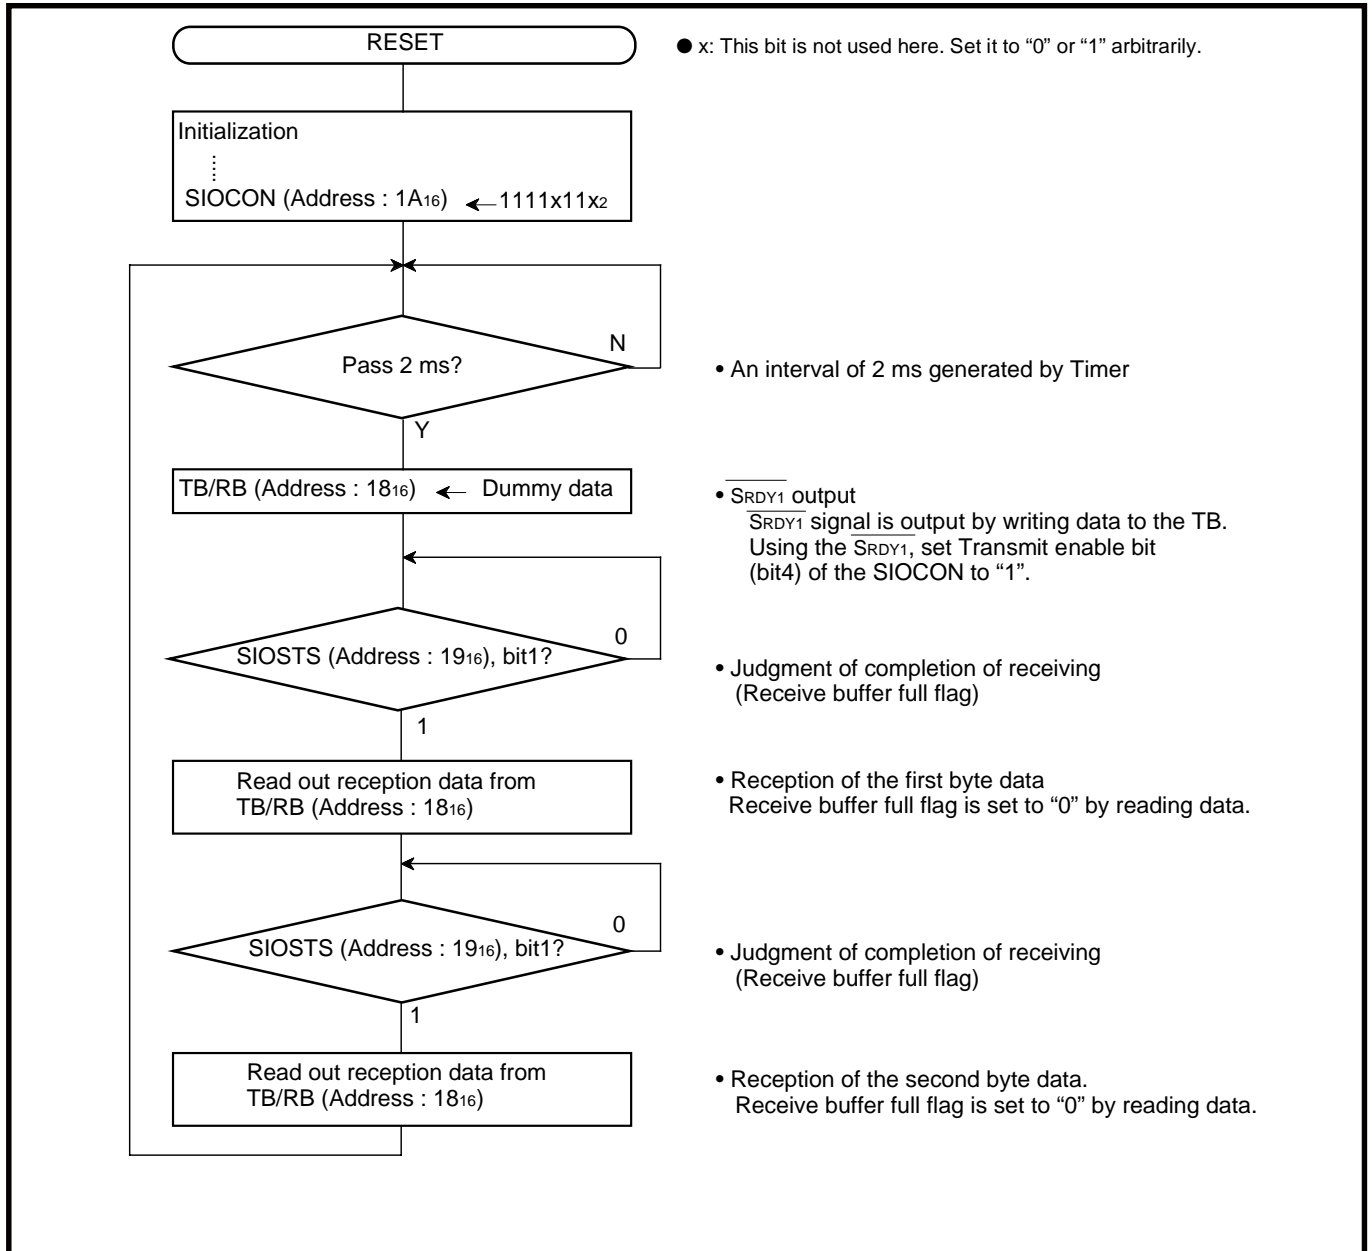 RESET
● x: This bit is not used here. Set it to “0” or “1” arbitrarily.
Initialization
SIOCON (Address : 1A16) ←1111x11x2
Pass 2 ms?
N
• An interval of 2 ms generated by Timer
Y
TB/RB (Address : 1816) ← Dummy data
• SRDY1 output
SRDY1 signal is output by writing data to the TB.
Using the SRDY1, set Transmit enable bit
(bit4) of the SIOCON to “1”.
SIOSTS (Address : 1916), bit1?
0
• Judgment of completion of receiving
(Receive buffer full flag)
1
Read out reception data from
TB/RB (Address : 1816)
• Reception of the first byte data
Receive buffer full flag is set to “0” by reading data.
SIOSTS (Address : 1916), bit1?
0
• Judgment of completion of receiving
(Receive buffer full flag)
1
Read out reception data from
TB/RB (Address : 1816)
• Reception of the second byte data.
Receive buffer full flag is set to “0” by reading data.